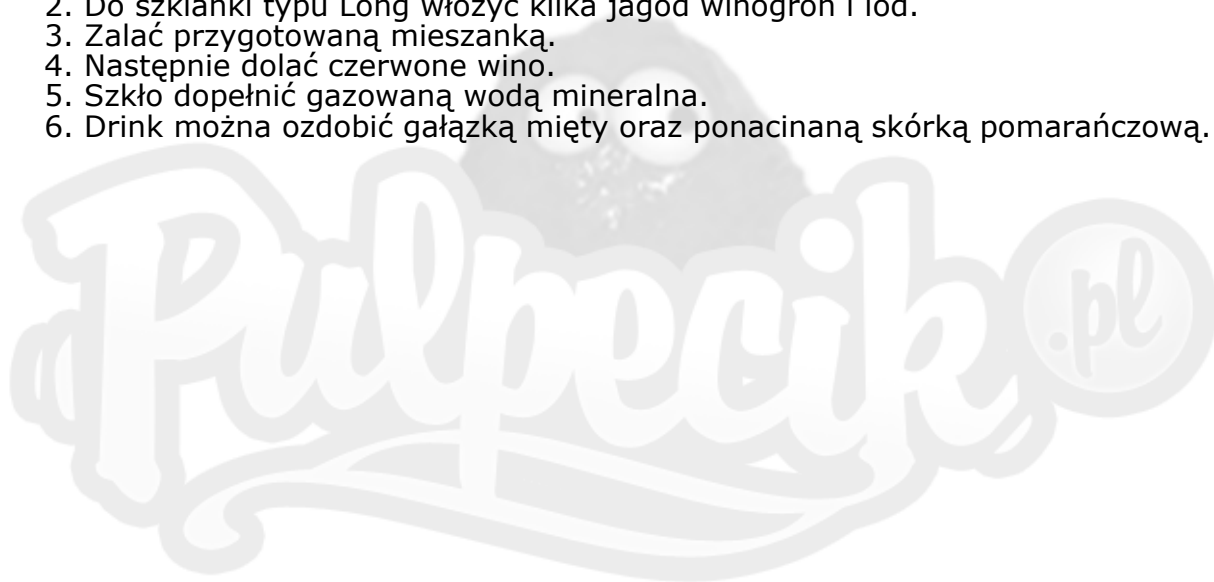 2. Do szklanki typu Long włożyć kilka jagód winogron i lód.
3. Zalać przygotowaną mieszanką.
4. Następnie dolać czerwone wino.
5. Szkło dopełnić gazowaną wodą mineralna.
6. Drink można ozdobić gałązką mięty oraz ponacinaną skórką pomarańczową.
Pulpecik.pl